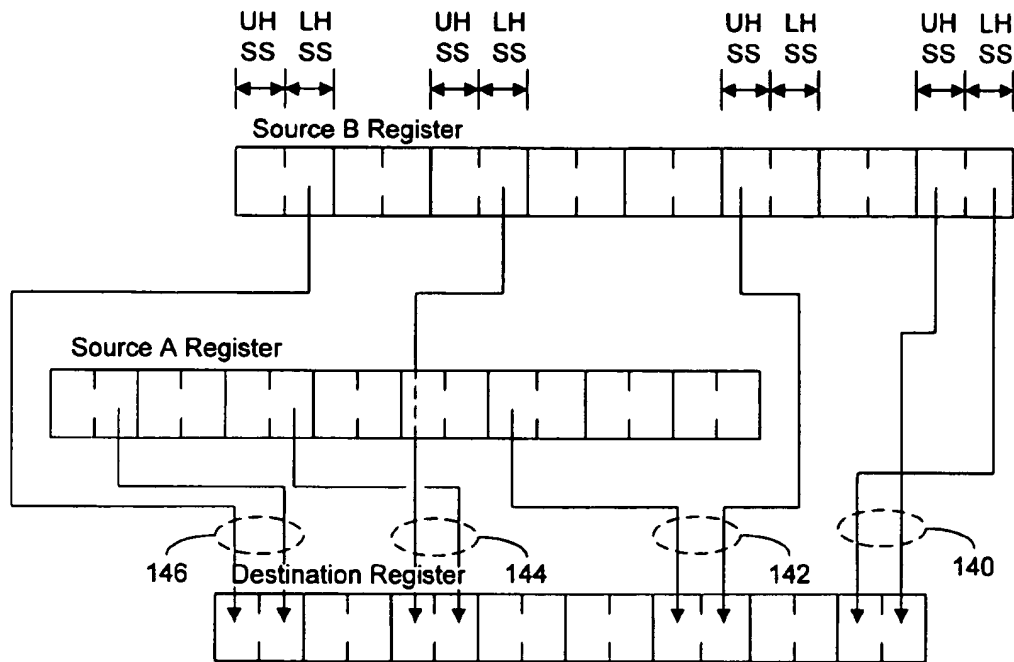 UH LH UH LH UH LH UH LH
SS SS SS SS SS SS SS SS
Source B Register
Source A Register
146 144 142 140
Destination Register